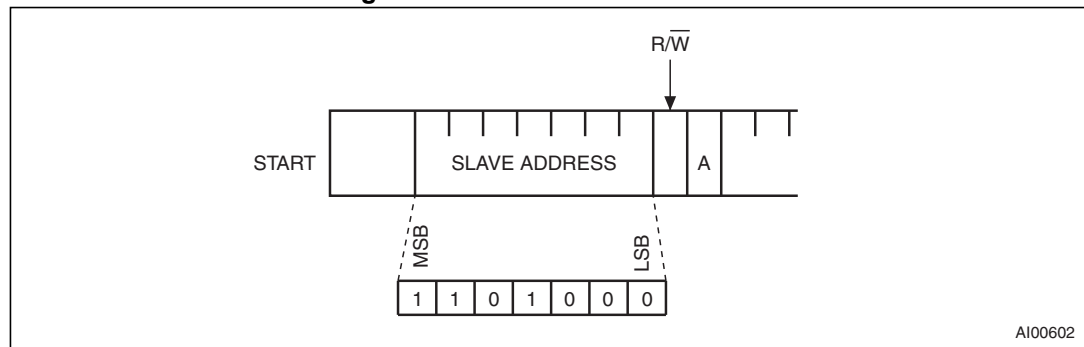 R/W
START
SLAVE ADDRESS
A
MSB
LSB
1 1 0 1 0 0 0
AI00602